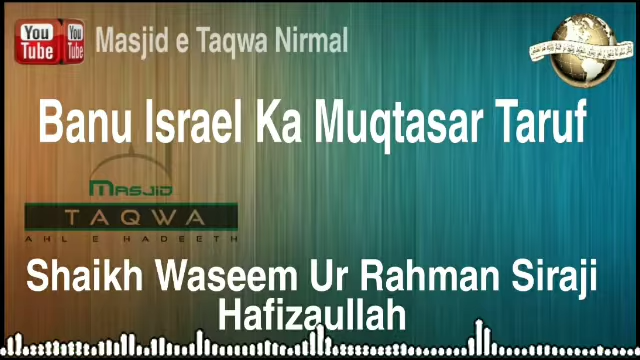 You You
Tube Tube
Masjid e Taqwa Nirmal
Banu Israel Ka Muqtasar Taruf
MASJID
TAQWA
AHL E HADEETH
Shaikh Waseem Ur Rahman Siraji
Hafizaullah